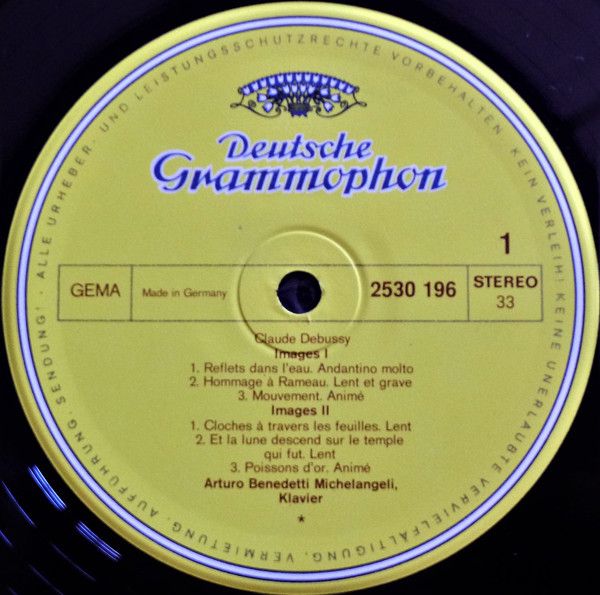 · ALLE URHEBER- UND LEISTUNGSSCHUTZRECHTE VORBEHALTEN. KEIN VERLEIH! KEINE UNERLAUBTE VERVIELFÄLTIGUNG, VERMIETUNG, AUFFÜHRUNG, SENDUNG!
Deutsche
Grammophon
1
GEMA
Made in Germany
2530 196
STEREO
33
Claude Debussy
Images I
1. Reflets dans l'eau. Andantino molto
2. Hommage à Rameau. Lent et grave
3. Mouvement. Animé
Images II
1. Cloches à travers les feuilles. Lent
2. Et la lune descend sur le temple
qui fut. Lent
3. Poissons d'or. Animé
Arturo Benedetti Michelangeli,
Klavier
*